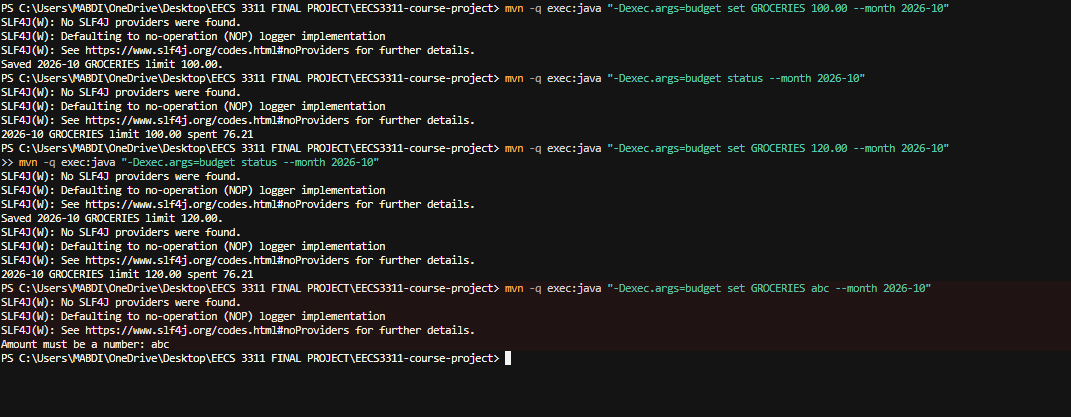 PS C:\Users\MABDI\OneDrive\Desktop\EECS 3311 FINAL PROJECT\EECS3311-course-project> mvn -q exec:java "-Dexec.args=budget set GROCERIES 100.00 --month 2026-10"
SLF4J(W): No SLF4J providers were found.
SLF4J(W): Defaulting to no-operation (NOP) logger implementation
SLF4J(W): See https://www.slf4j.org/codes.html#noProviders for further details.
Saved 2026-10 GROCERIES limit 100.00.
PS C:\Users\MABDI\OneDrive\Desktop\EECS 3311 FINAL PROJECT\EECS3311-course-project> mvn -q exec:java "-Dexec.args=budget status --month 2026-10"
SLF4J(W): No SLF4J providers were found.
SLF4J(W): Defaulting to no-operation (NOP) logger implementation
SLF4J(W): See https://www.slf4j.org/codes.html#noProviders for further details.
2026-10 GROCERIES limit 100.00 spent 76.21
PS C:\Users\MABDI\OneDrive\Desktop\EECS 3311 FINAL PROJECT\EECS3311-course-project> mvn -q exec:java "-Dexec.args=budget set GROCERIES 120.00 --month 2026-10"
>> mvn -q exec:java "-Dexec.args=budget status --month 2026-10"
SLF4J(W): No SLF4J providers were found.
SLF4J(W): Defaulting to no-operation (NOP) logger implementation
SLF4J(W): See https://www.slf4j.org/codes.html#noProviders for further details.
Saved 2026-10 GROCERIES limit 120.00.
SLF4J(W): No SLF4J providers were found.
SLF4J(W): Defaulting to no-operation (NOP) logger implementation
SLF4J(W): See https://www.slf4j.org/codes.html#noProviders for further details.
2026-10 GROCERIES limit 120.00 spent 76.21
PS C:\Users\MABDI\OneDrive\Desktop\EECS 3311 FINAL PROJECT\EECS3311-course-project> mvn -q exec:java "-Dexec.args=budget set GROCERIES abc --month 2026-10"
SLF4J(W): No SLF4J providers were found.
SLF4J(W): Defaulting to no-operation (NOP) logger implementation
SLF4J(W): See https://www.slf4j.org/codes.html#noProviders for further details.
Amount must be a number: abc
PS C:\Users\MABDI\OneDrive\Desktop\EECS 3311 FINAL PROJECT\EECS3311-course-project>